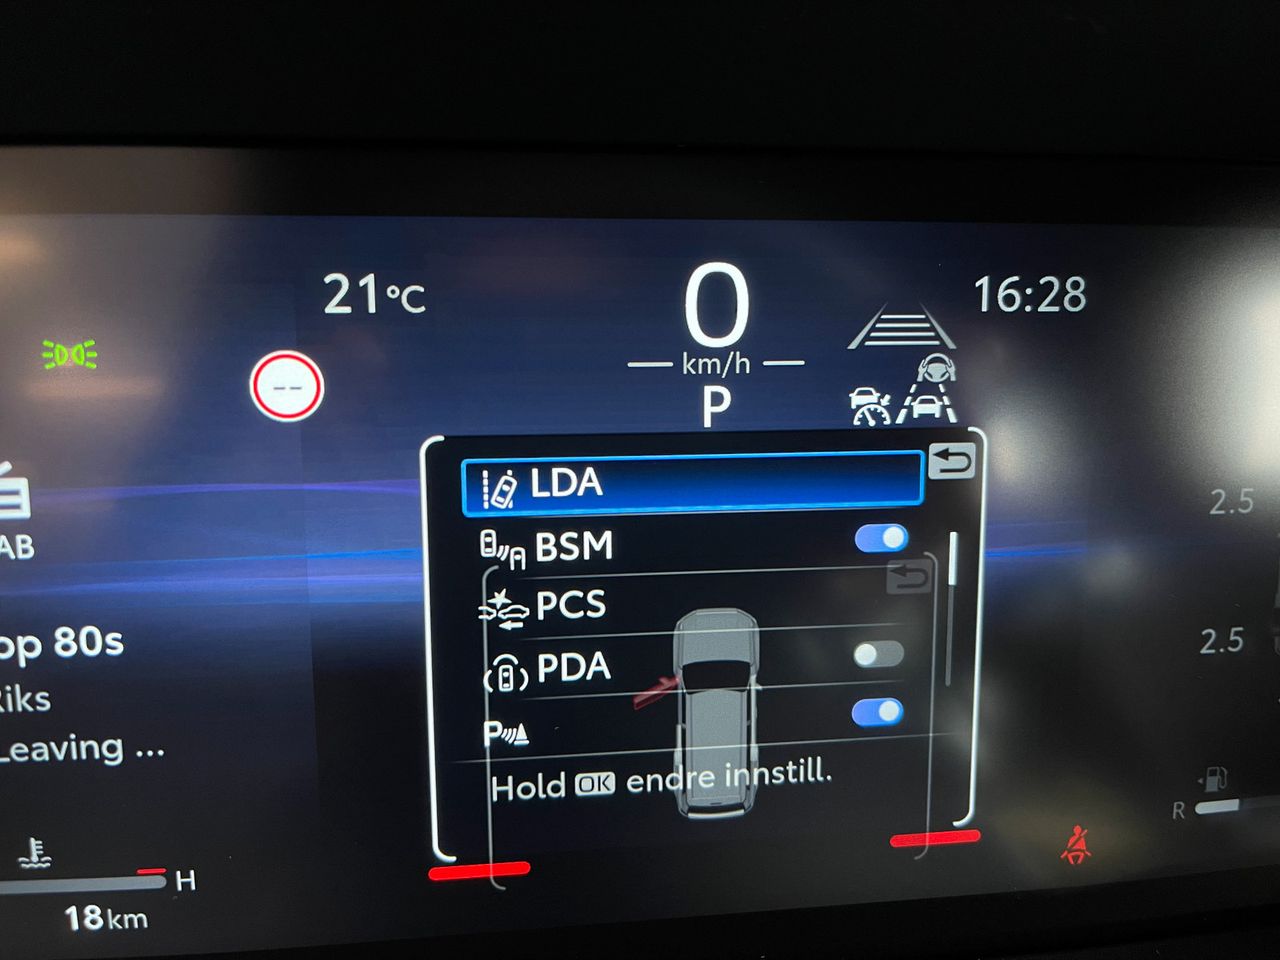 21°C
0
16:28
km/h
--
P
LDA
BSM
PCS
PDA
P
Hold OK endre innstill.
AB
op 80s
Riks
Leaving ...
H
18km
2.5
2.5
R